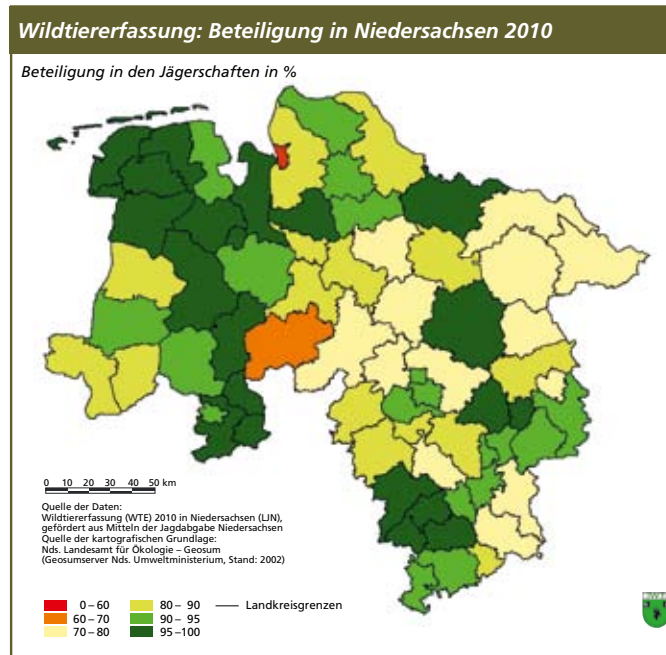 Wildtiererfassung: Beteiligung in Niedersachsen 2010
Beteiligung in den Jägerschaften in %
0 10 20 30 40 50 km
Quelle der Daten:
Wildtiererfassung (WTE) 2010 in Niedersachsen (LJN),
gefördert aus Mitteln der Jagdabgabe Niedersachsen
Quelle der kartografischen Grundlage:
Nds. Landesamt für Ökologie – Geosum
(Geosumserver Nds. Umweltministerium, Stand: 2002)
0 – 60 80 – 90 Landkreisgrenzen
60 – 70 90 – 95
70 – 80 95 –100